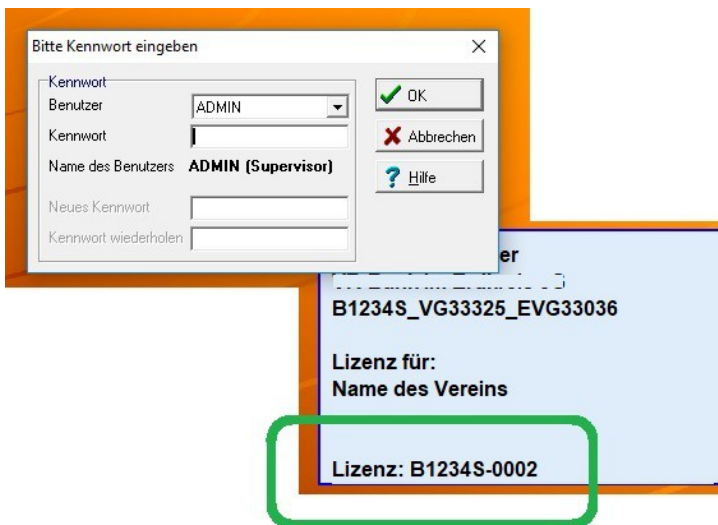 Bitte Kennwort eingeben
Kennwort
Benutzer ADMIN
OK
Kennwort
Abbrechen
Name des Benutzers ADMIN (Supervisor)
Hilfe
Neues Kennwort
Kennwort wiederholen
er
B1234S_VG33325_EVG33036
Lizenz für:
Name des Vereins
Lizenz: B1234S-0002